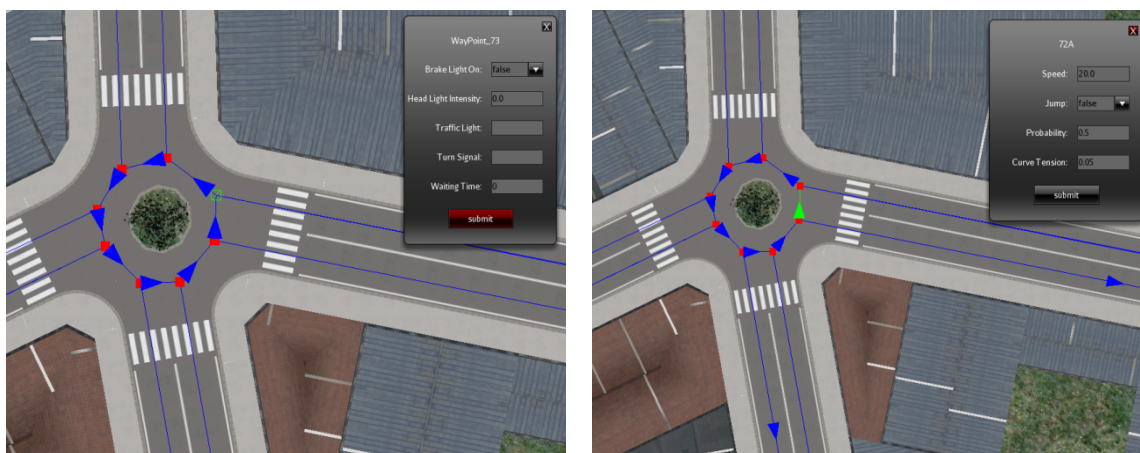 X
WayPoint_73
Brake Light On: false
Head Light Intensity: 0.0
Traffic Light:
Turn Signal:
Waiting Time: 0
submit
X
72A
Speed: 20.0
Jump: false
Probability: 0.5
Curve Tension: 0.05
submit